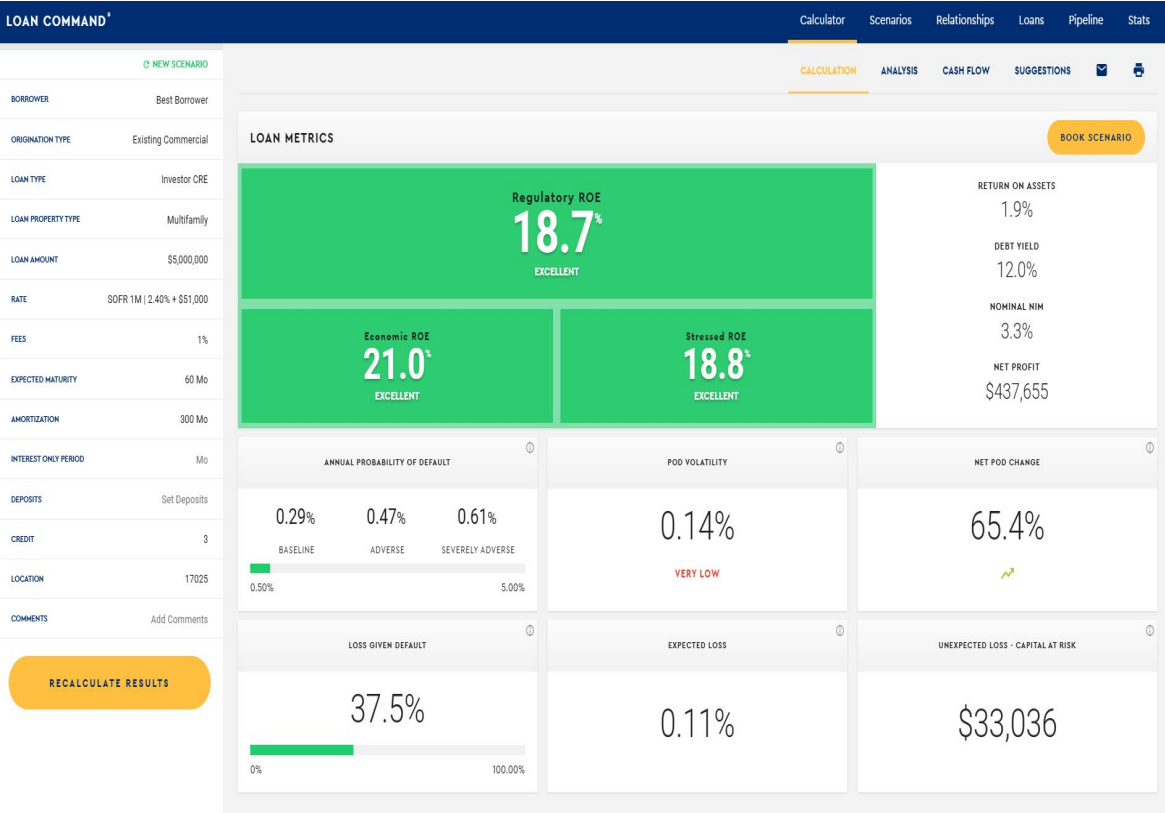 LOAN COMMAND®
Calculator Scenarios Relationships Loans Pipeline Stats
NEW SCENARIO
BORROWER Best Borrower
ORIGINATION TYPE Existing Commercial
LOAN TYPE Investor CRE
LOAN PROPERTY TYPE Multifamily
LOAN AMOUNT $5,000,000
RATE SOFR 1M | 2.40% + $51,000
FEES 1%
EXPECTED MATURITY 60 Mo
AMORTIZATION 300 Mo
INTEREST ONLY PERIOD Mo
DEPOSITS Set Deposits
CREDIT 3
LOCATION 17025
COMMENTS Add Comments
RECALCULATE RESULTS
CALCULATION ANALYSIS CASH FLOW SUGGESTIONS
LOAN METRICS
BOOK SCENARIO
Regulatory ROE
18.7%
EXCELLENT
Economic ROE
21.0%
EXCELLENT
Stressed ROE
18.8%
EXCELLENT
RETURN ON ASSETS
1.9%
DEBT YIELD
12.0%
NOMINAL NIM
3.3%
NET PROFIT
$437,655
ANNUAL PROBABILITY OF DEFAULT
0.29% 0.47% 0.61%
BASELINE ADVERSE SEVERELY ADVERSE
0.50% 5.00%
POD VOLATILITY
0.14%
VERY LOW
NET POD CHANGE
65.4%
LOSS GIVEN DEFAULT
37.5%
0% 100.00%
EXPECTED LOSS
0.11%
UNEXPECTED LOSS - CAPITAL AT RISK
$33,036